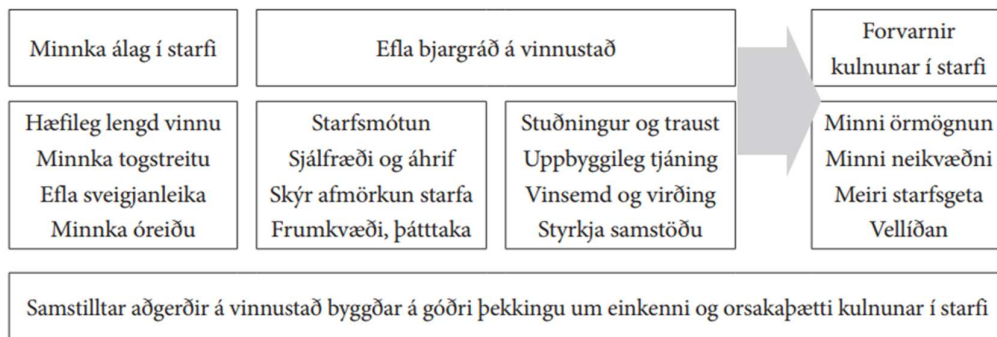 Minnka álag í starfi
Efla bjargráð á vinnustað
Forvarnir
kulnunar í starfi
Hæfileg lengd vinnu
Minnka togstreitu
Efla sveigjanleika
Minnka óreiðu
Starfsmótun
Sjálfræði og áhrif
Skýr afmörkun starfa
Frumkvæði, þátttaka
Stuðningur og traust
Uppbyggileg tjáning
Vinsemd og virðing
Styrkja samstöðu
Minni örmögnun
Minni neikvæðni
Meiri starfsgeta
Vellíðan
Samstilltar aðgerðir á vinnustað byggðar á góðri þekkingu um einkenni og orsakaþætti kulnunar í starfi